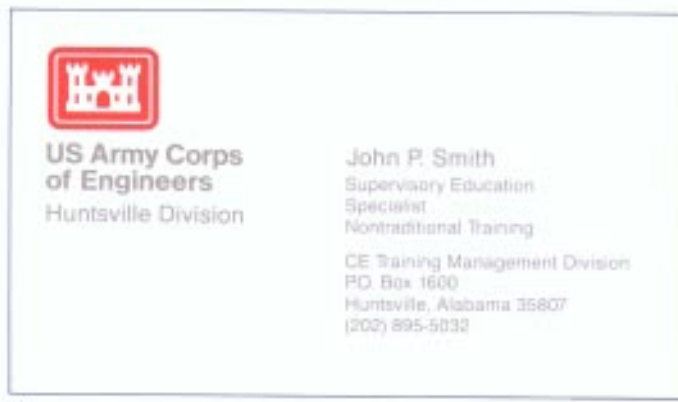 US Army Corps
of Engineers
Huntsville Division
John P. Smith
Supervisory Education
Specialist
Nontraditional Training
CE Training Management Division
P.O. Box 1600
Huntsville, Alabama 35807
(202) 895-5032